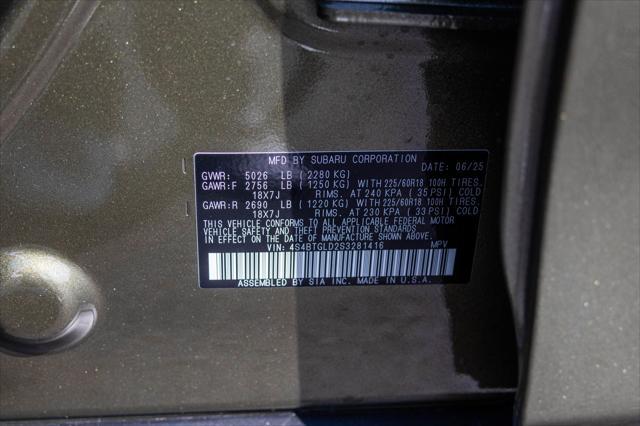 MFD BY SUBARU CORPORATION DATE: 06/25
GVWR: 5026 LB (2280 KG)
GAWR:F 2756 LB (1250 KG) WITH 225/60R18 100H TIRES.
18X7J RIMS. AT 240 KPA (35 PSI) COLD
GAWR:R 2690 LB (1220 KG) WITH 225/60R18 100H TIRES.
18X7J RIMS. AT 230 KPA (33 PSI) COLD
THIS VEHICLE CONFORMS TO ALL APPLICABLE FEDERAL MOTOR
VEHICLE SAFETY AND THEFT PREVENTION STANDARDS
IN EFFECT ON THE DATE OF MANUFACTURE SHOWN ABOVE.
VIN: 4S4BTGLD2S3281416 MPV
ASSEMBLED BY SIA INC. MADE IN U.S.A.